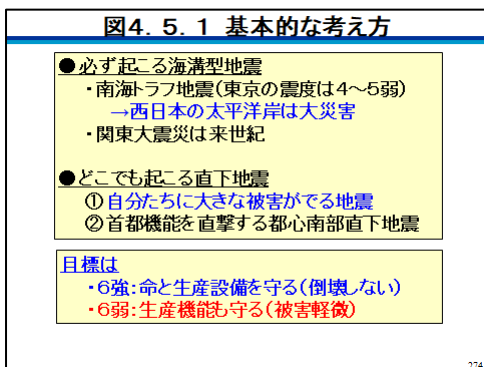 図4．5．1 基本的な考え方
●必ず起こる海溝型地震
・南海トラフ地震(東京の震度は4～5弱)
→西日本の太平洋岸は大災害
・関東大震災は来世紀
●どこでも起こる直下地震
①自分たちに大きな被害がでる地震
②首都機能を直撃する都心南部直下地震
目標は
・6強:命と生産設備を守る(倒壊しない)
・6弱:生産機能も守る(被害軽微)
274